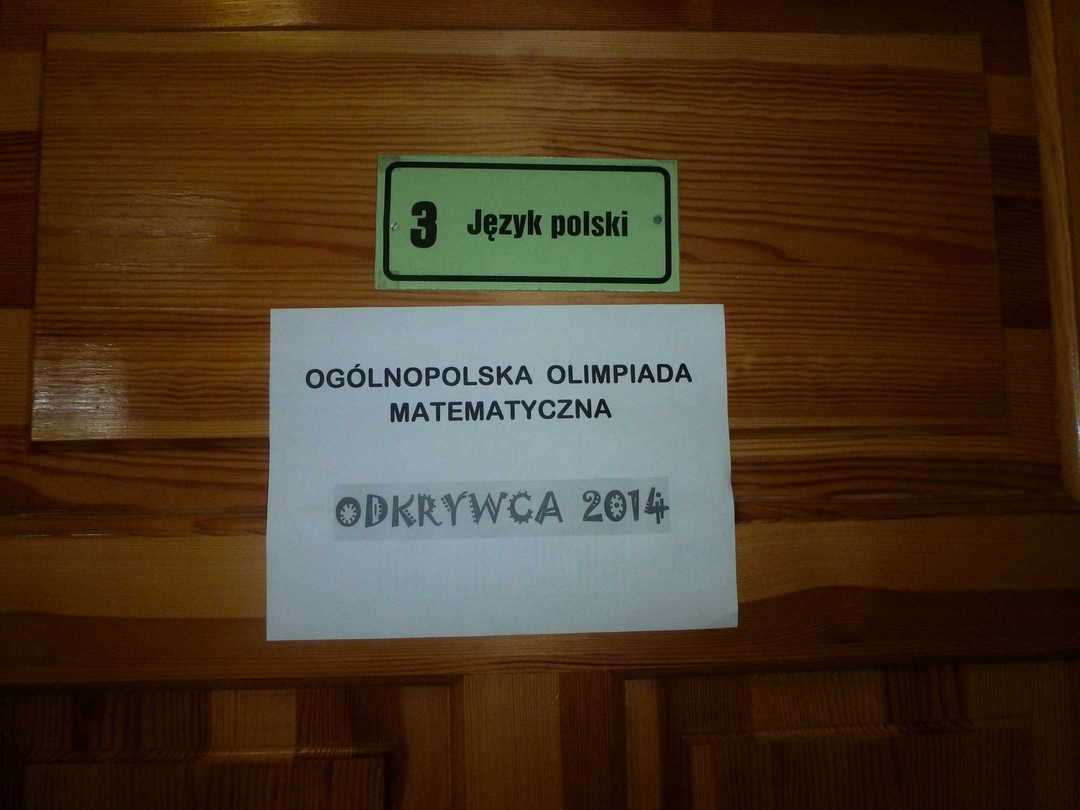 3 Język polski
OGÓLNOPOLSKA OLIMPIADA
MATEMATYCZNA
ODKRYWCA 2014